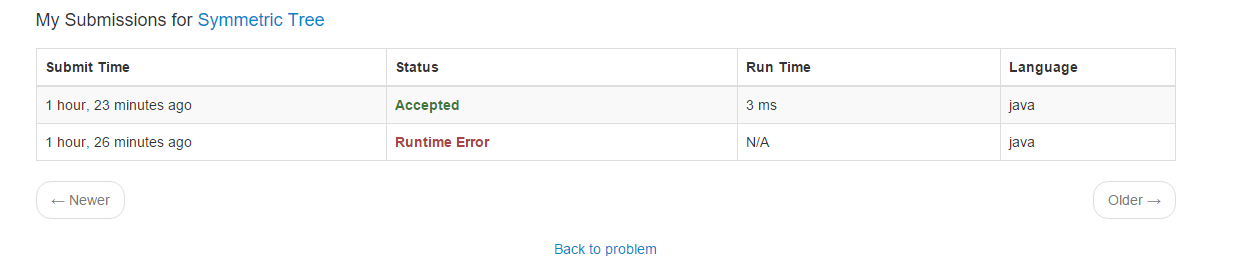 My Submissions for Symmetric Tree
Submit Time Status Run Time Language
1 hour, 23 minutes ago Accepted 3 ms java
1 hour, 26 minutes ago Runtime Error N/A java
← Newer Older →
Back to problem